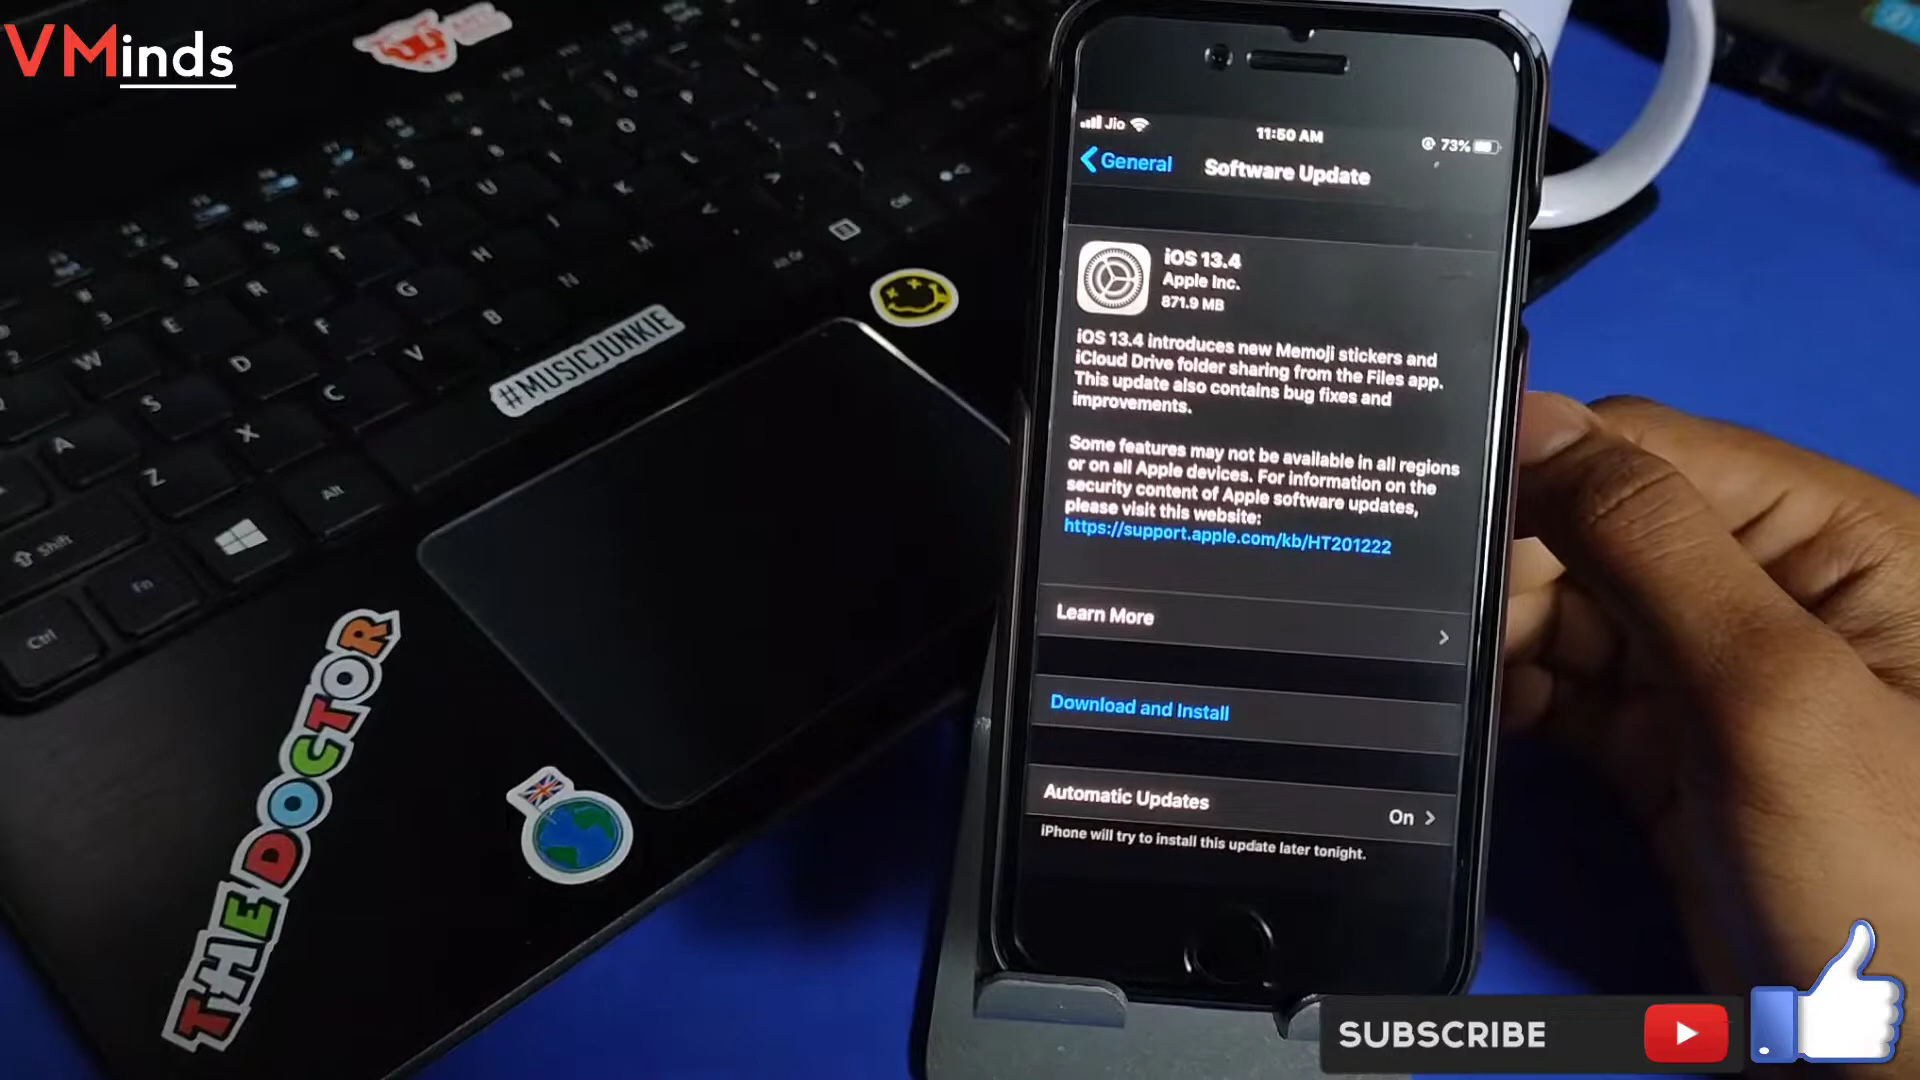 VMinds
Jio
11:50 AM
73%
General
Software Update
iOS 13.4
Apple Inc.
871.9 MB
iOS 13.4 introduces new Memoji stickers and
iCloud Drive folder sharing from the Files app.
This update also contains bug fixes and
improvements.
Some features may not be available in all regions
or on all Apple devices. For information on the
security content of Apple software updates,
please visit this website:
https://support.apple.com/kb/HT201222
Learn More
Download and Install
Automatic Updates
On
iPhone will try to install this update later tonight.
#MUSICJUNKIE
THE DOCTOR
Shift
Ctrl
Fn
Alt
A
Z
S
X
W
D
C
E
F
V
R
G
B
T
H
N
Y
U
K
M
SUBSCRIBE